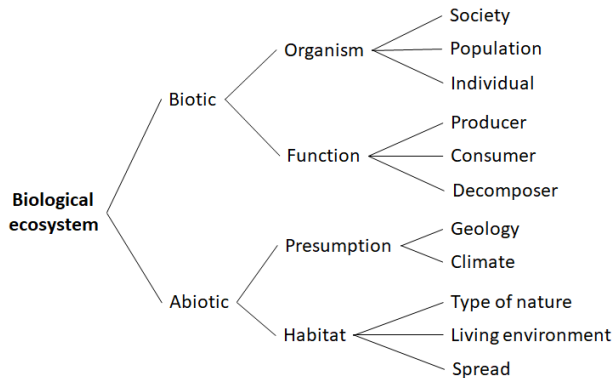 Society
Organism
Population
Individual
Biotic
Producer
Function
Consumer
Decomposer
Biological
ecosystem
Geology
Presumption
Climate
Abiotic
Type of nature
Habitat
Living environment
Spread